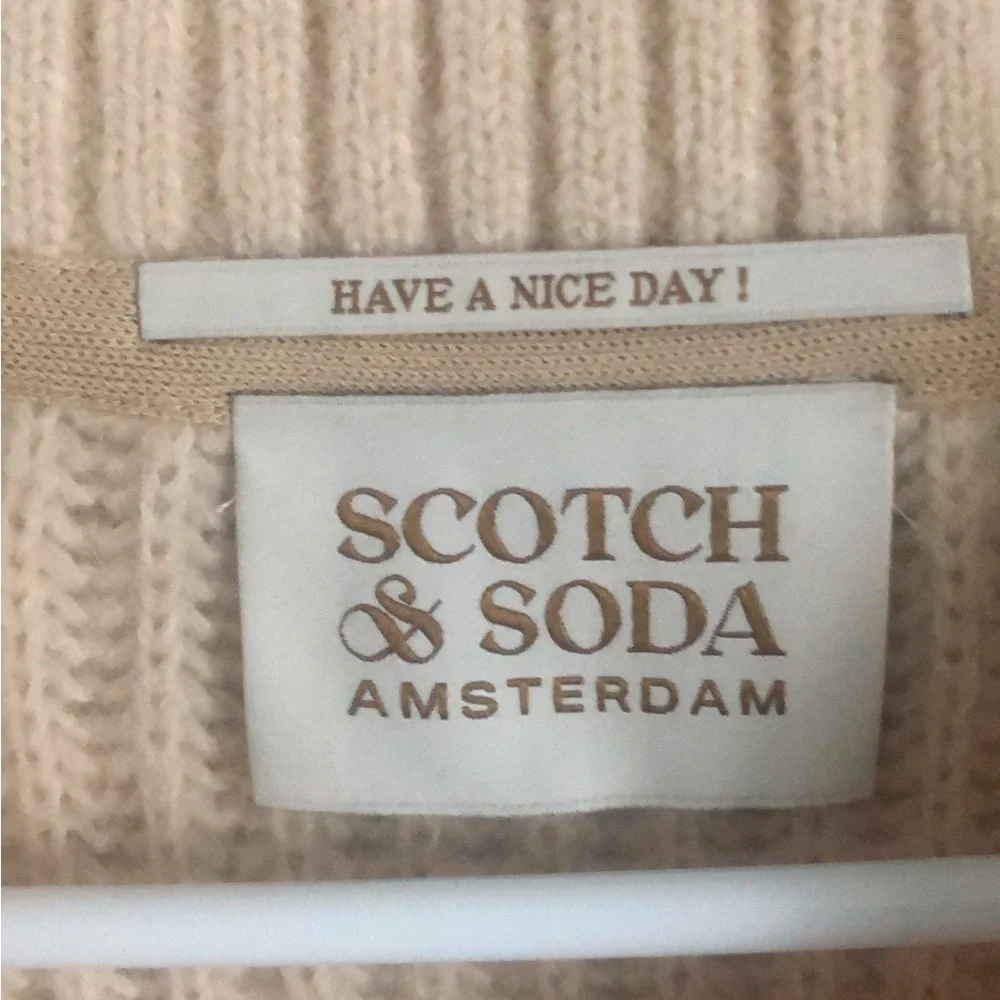 HAVE A NICE DAY !
SCOTCH
& SODA
AMSTERDAM